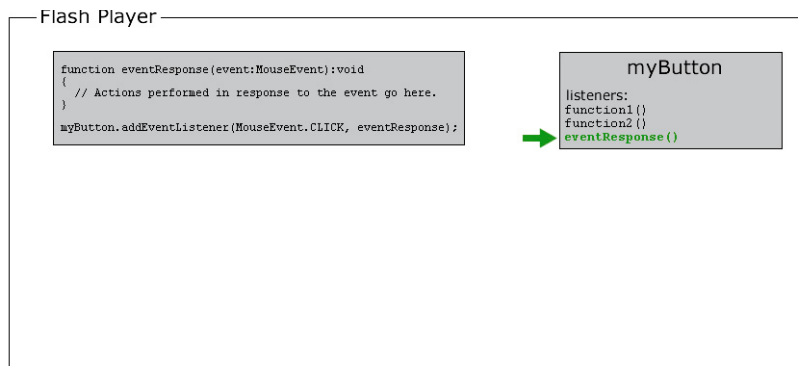 Flash Player
function eventResponse(event:MouseEvent):void
{
// Actions performed in response to the event go here.
}
myButton.addEventListener(MouseEvent.CLICK, eventResponse);
myButton
listeners:
function1()
function2()
eventResponse()